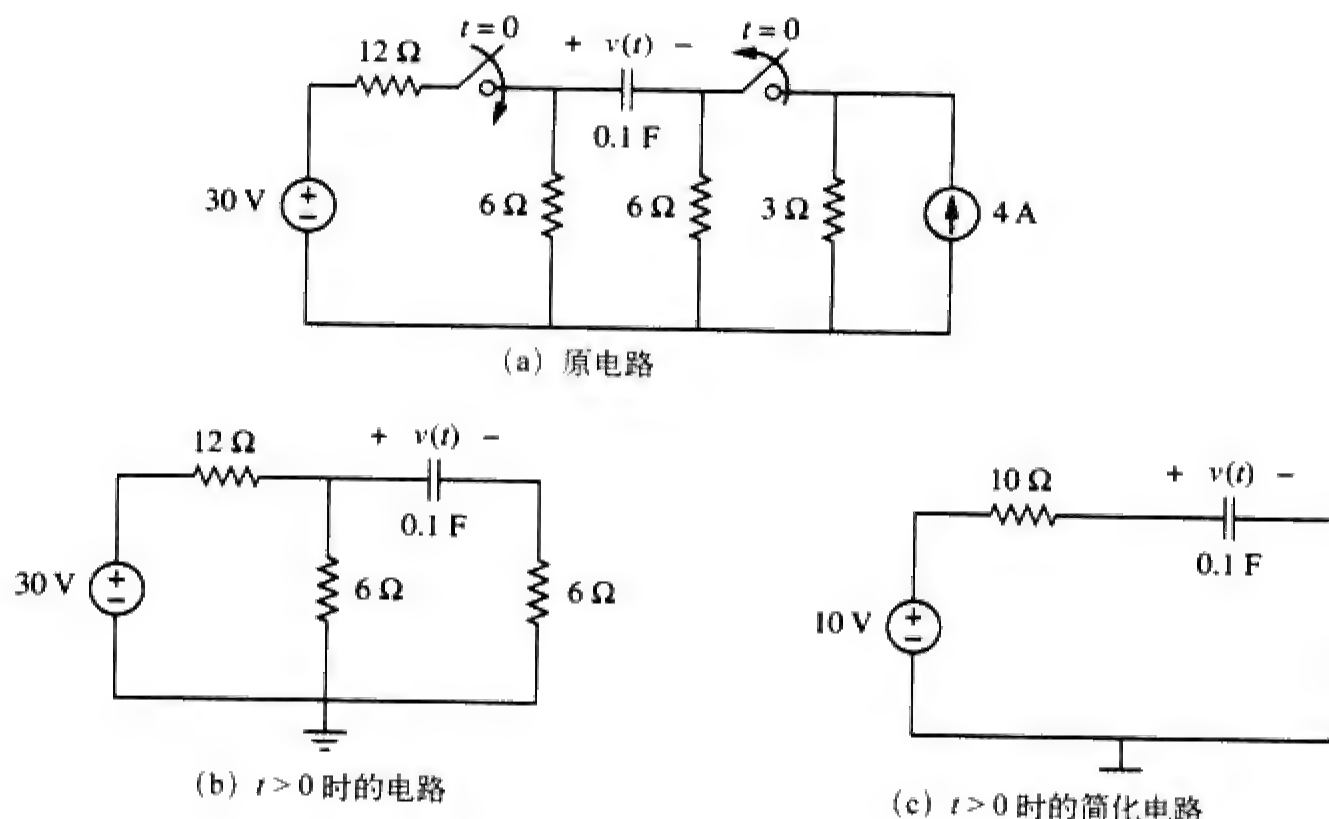 t = 0
t = 0
12 Ω
+ v(t) −
0.1 F
30 V
+
−
6 Ω
6 Ω
3 Ω
4 A
(a) 原电路
12 Ω
+ v(t) −
0.1 F
30 V
+
−
6 Ω
6 Ω
(b) t > 0 时的电路
10 Ω
+ v(t) −
0.1 F
10 V
+
−
(c) t > 0 时的简化电路